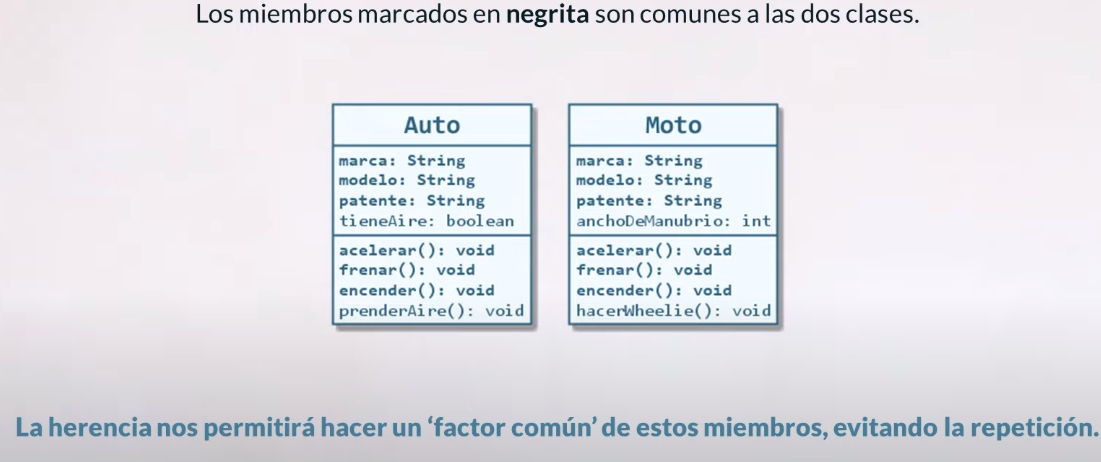 Los miembros marcados en negrita son comunes a las dos clases.
Auto
marca: String
modelo: String
patente: String
tieneAire: boolean
acelerar(): void
frenar(): void
encender(): void
prenderAire(): void
Moto
marca: String
modelo: String
patente: String
anchoDeManubrio: int
acelerar(): void
frenar(): void
encender(): void
hacerWheelie(): void
La herencia nos permitirá hacer un ‘factor común’ de estos miembros, evitando la repetición.